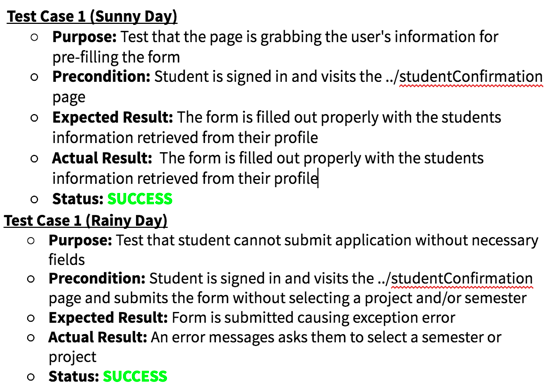 Test Case 1 (Sunny Day)
○ Purpose: Test that the page is grabbing the user's information for
pre-filling the form
○ Precondition: Student is signed in and visits the ../studentConfirmation
page
○ Expected Result: The form is filled out properly with the students
information retrieved from their profile
○ Actual Result: The form is filled out properly with the students
information retrieved from their profile
○ Status: SUCCESS
Test Case 1 (Rainy Day)
○ Purpose: Test that student cannot submit application without necessary
fields
○ Precondition: Student is signed in and visits the ../studentConfirmation
page and submits the form without selecting a project and/or semester
○ Expected Result: Form is submitted causing exception error
○ Actual Result: An error messages asks them to select a semester or
project
○ Status: SUCCESS